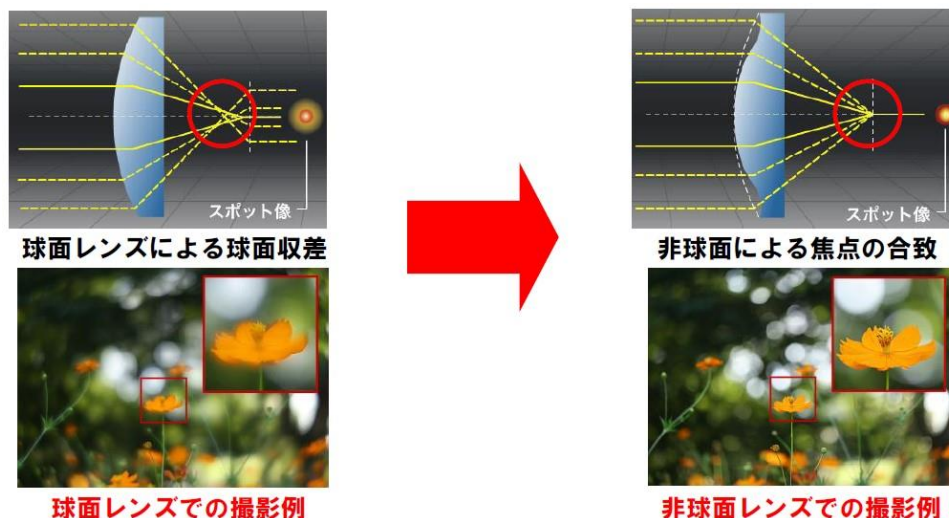 スポット像
スポット像
球面レンズによる球面収差
非球面による焦点の合致
球面レンズでの撮影例
非球面レンズでの撮影例